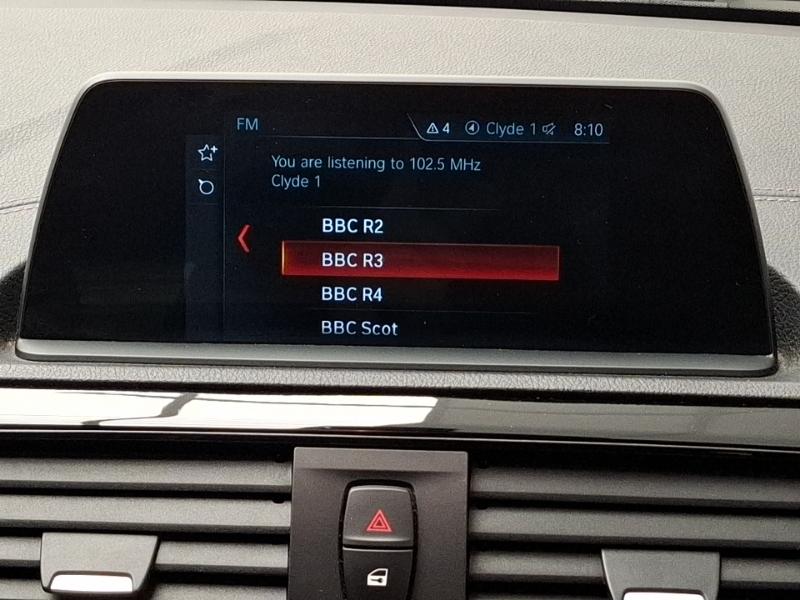 FM
4 Clyde 1 8:10
You are listening to 102.5 MHz
Clyde 1
BBC R2
BBC R3
BBC R4
BBC Scot